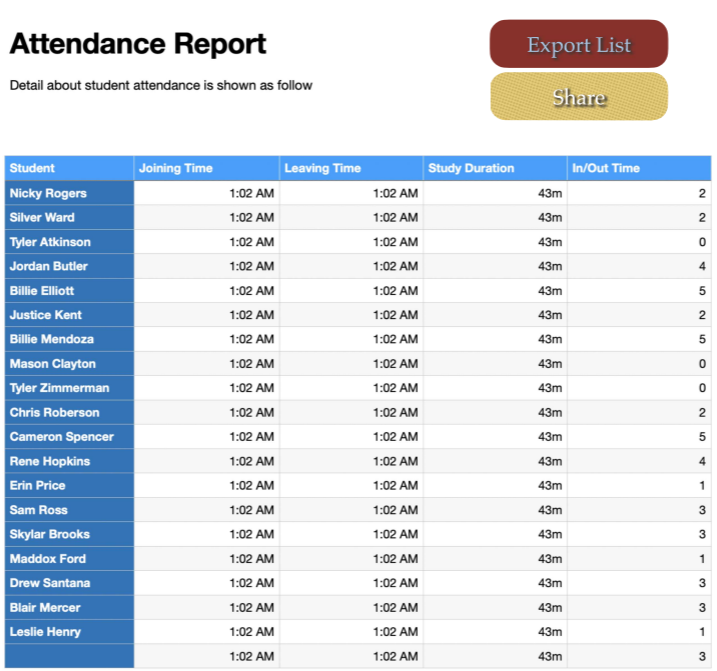 Attendance Report
Export List
Detail about student attendance is shown as follow
Share
Student Joining Time Leaving Time Study Duration In/Out Time
Nicky Rogers 1:02 AM 1:02 AM 43m 2
Silver Ward 1:02 AM 1:02 AM 43m 2
Tyler Atkinson 1:02 AM 1:02 AM 43m 0
Jordan Butler 1:02 AM 1:02 AM 43m 4
Billie Elliott 1:02 AM 1:02 AM 43m 5
Justice Kent 1:02 AM 1:02 AM 43m 2
Billie Mendoza 1:02 AM 1:02 AM 43m 5
Mason Clayton 1:02 AM 1:02 AM 43m 0
Tyler Zimmerman 1:02 AM 1:02 AM 43m 0
Chris Roberson 1:02 AM 1:02 AM 43m 2
Cameron Spencer 1:02 AM 1:02 AM 43m 5
Rene Hopkins 1:02 AM 1:02 AM 43m 4
Erin Price 1:02 AM 1:02 AM 43m 1
Sam Ross 1:02 AM 1:02 AM 43m 3
Skylar Brooks 1:02 AM 1:02 AM 43m 3
Maddox Ford 1:02 AM 1:02 AM 43m 1
Drew Santana 1:02 AM 1:02 AM 43m 3
Blair Mercer 1:02 AM 1:02 AM 43m 3
Leslie Henry 1:02 AM 1:02 AM 43m 1
1:02 AM 1:02 AM 43m 3